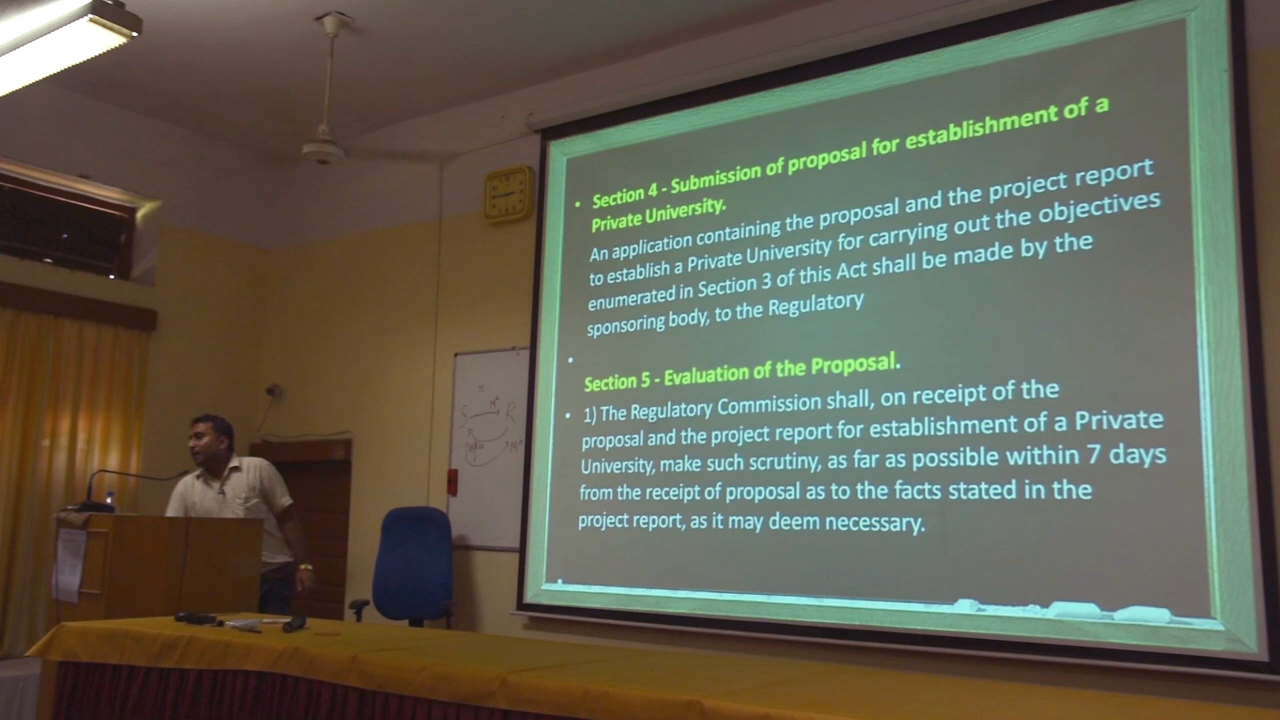 • Section 4 - Submission of proposal for establishment of a
Private University.
An application containing the proposal and the project report
to establish a Private University for carrying out the objectives
enumerated in Section 3 of this Act shall be made by the
sponsoring body, to the Regulatory
•
Section 5 - Evaluation of the Proposal.
• 1) The Regulatory Commission shall, on receipt of the
proposal and the project report for establishment of a Private
University, make such scrutiny, as far as possible within 7 days
from the receipt of proposal as to the facts stated in the
project report, as it may deem necessary.
S R